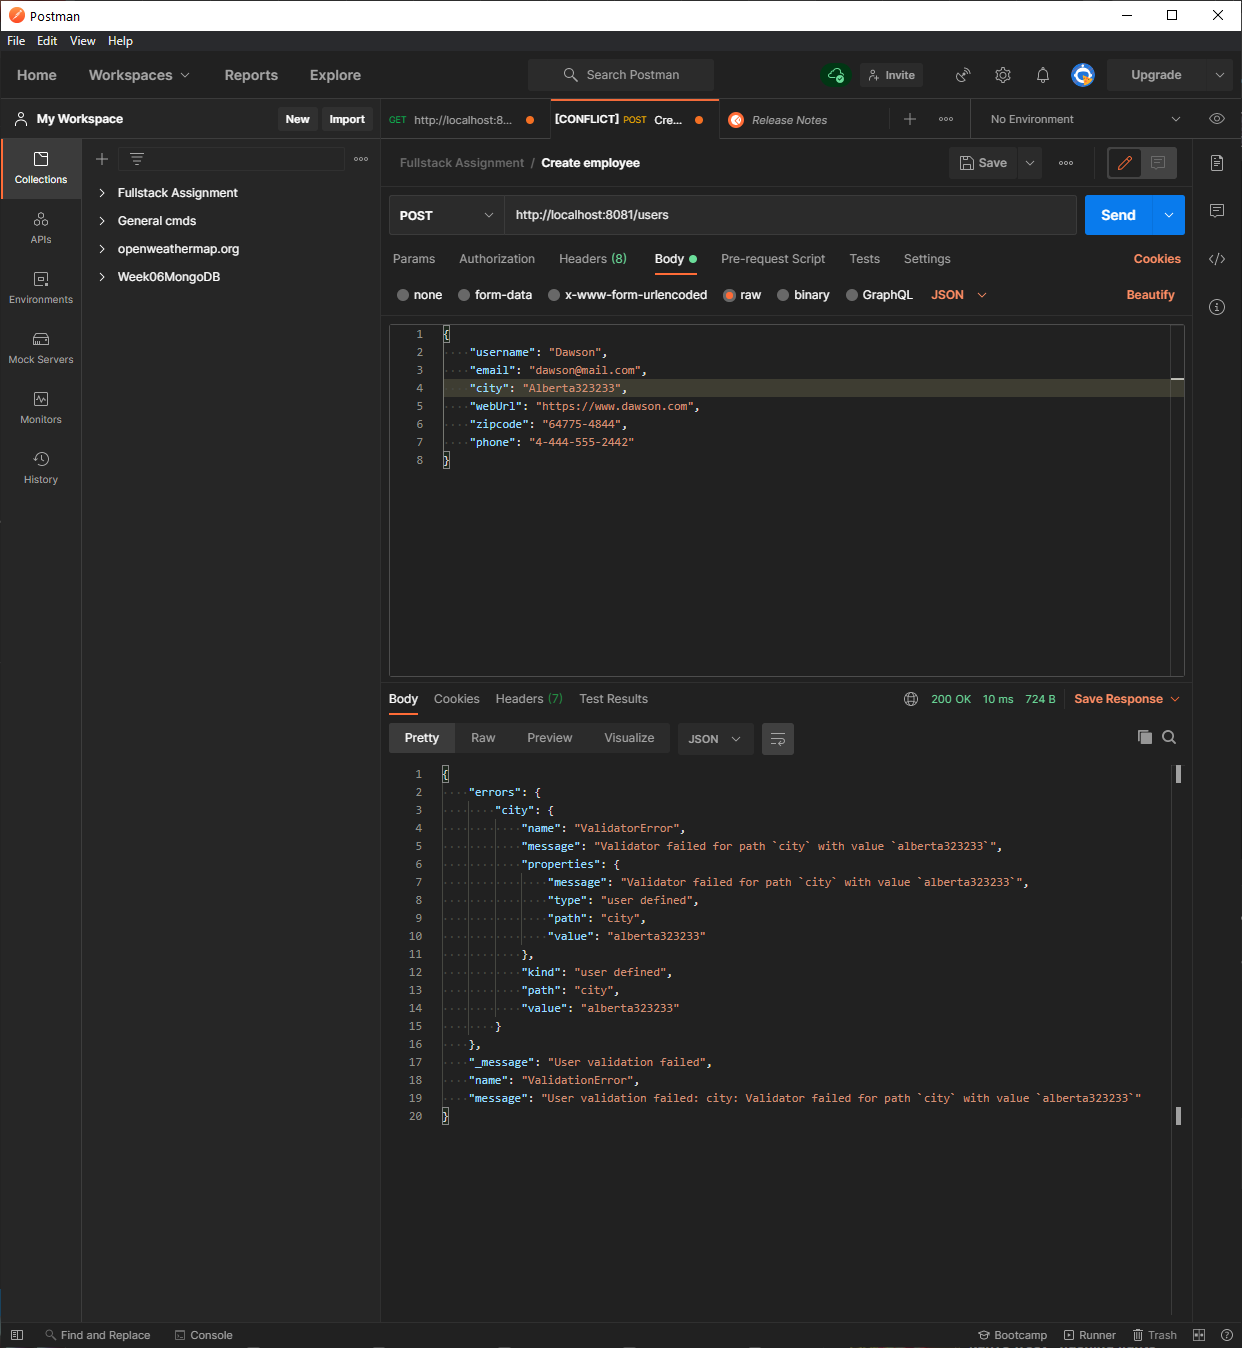 Postman
File Edit View Help
Home Workspaces Reports Explore Search Postman Invite Upgrade
My Workspace New Import GET http://localhost:8... [CONFLICT] POST Cre... Release Notes No Environment
Collections
APIs
Environments
Mock Servers
Monitors
History
Fullstack Assignment
General cmds
openweathermap.org
Week06MongoDB
Fullstack Assignment / Create employee Save
POST http://localhost:8081/users Send
Params Authorization Headers (8) Body Pre-request Script Tests Settings Cookies
none form-data x-www-form-urlencoded raw binary GraphQL JSON Beautify
1 {
2 "username": "Dawson",
3 "email": "dawson@mail.com",
4 "city": "Alberta323233",
5 "webUrl": "https://www.dawson.com",
6 "zipcode": "64775-4844",
7 "phone": "4-444-555-2442"
8 }
Body Cookies Headers (7) Test Results 200 OK 10 ms 724 B Save Response
Pretty Raw Preview Visualize JSON
1 {
2 "errors": {
3 "city": {
4 "name": "ValidatorError",
5 "message": "Validator failed for path `city` with value `alberta323233`",
6 "properties": {
7 "message": "Validator failed for path `city` with value `alberta323233`",
8 "type": "user defined",
9 "path": "city",
10 "value": "alberta323233"
11 },
12 "kind": "user defined",
13 "path": "city",
14 "value": "alberta323233"
15 }
16 },
17 "_message": "User validation failed",
18 "name": "ValidationError",
19 "message": "User validation failed: city: Validator failed for path `city` with value `alberta323233`"
20 }
Find and Replace Console Bootcamp Runner Trash